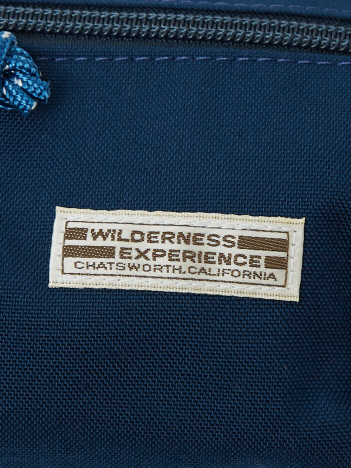 WILDERNESS
EXPERIENCE
CHATSWORTH, CALIFORNIA